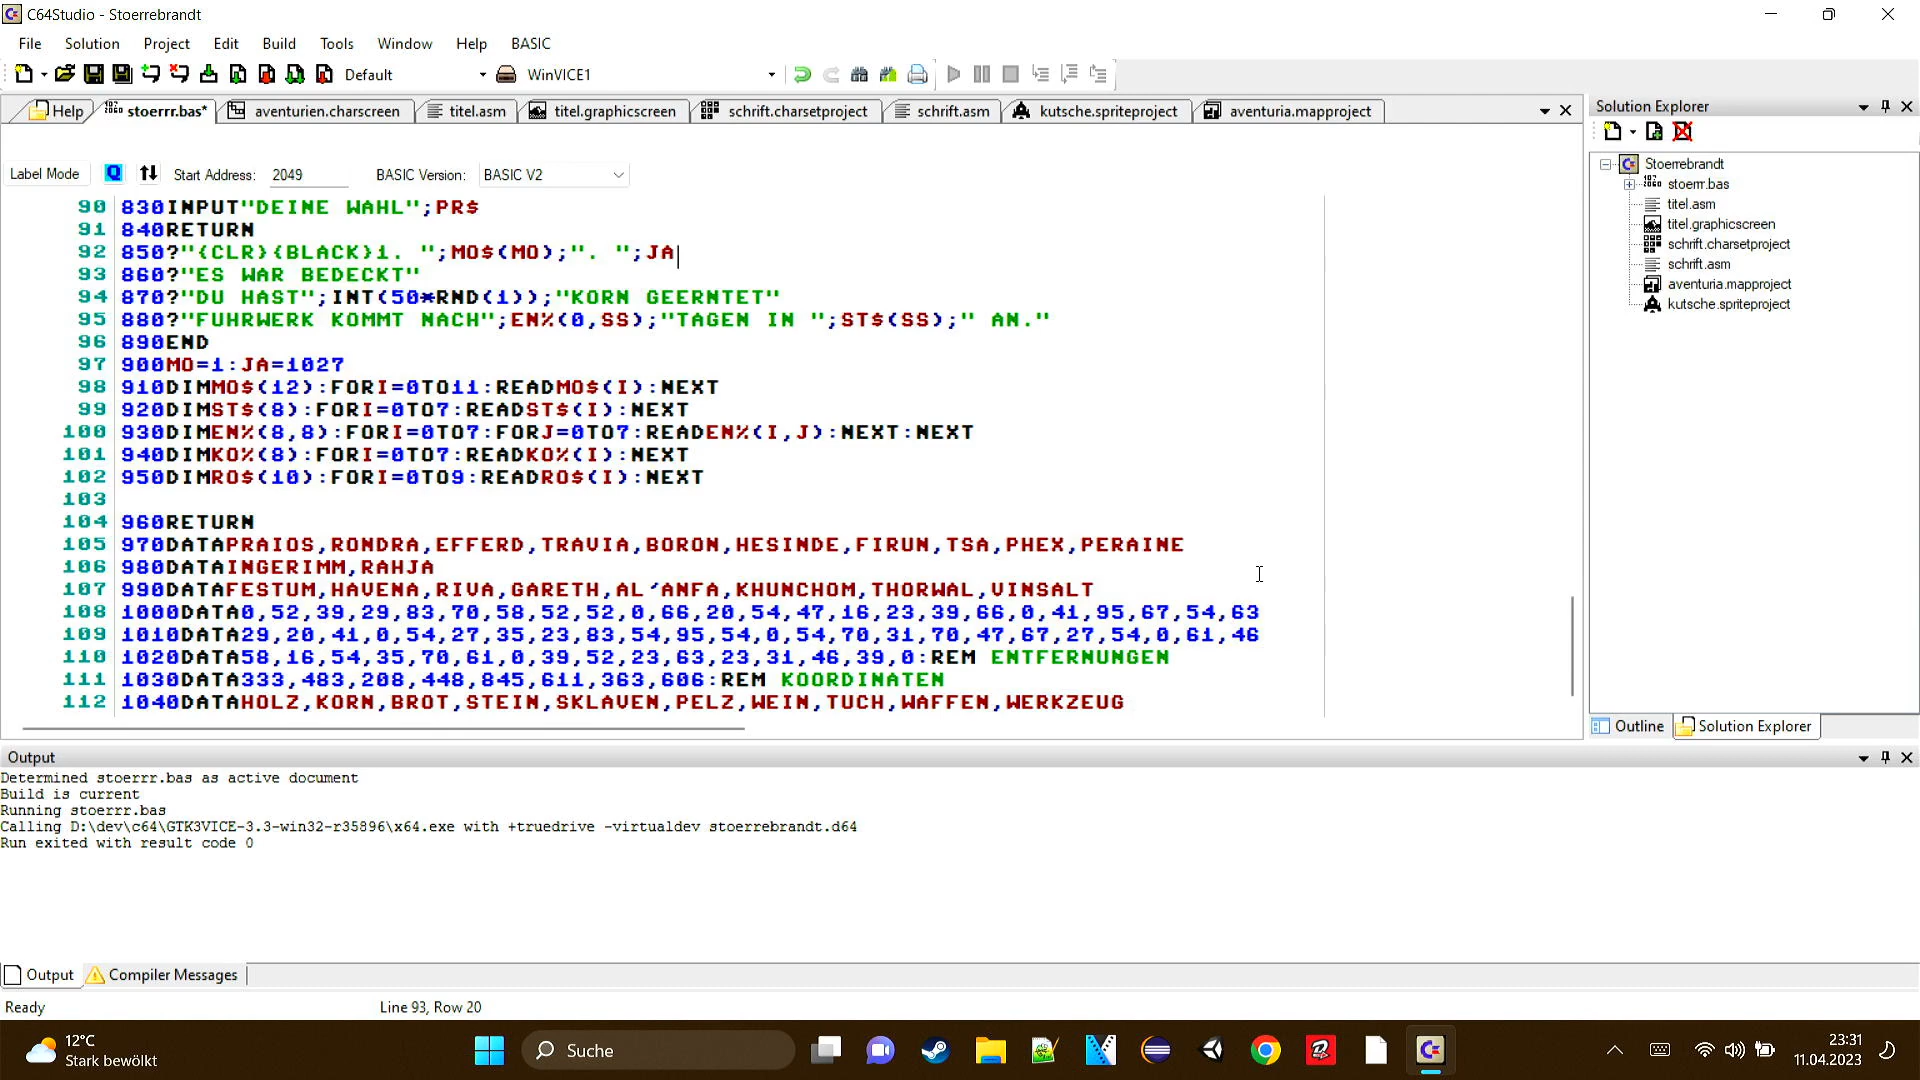 C64Studio - Stoerrebrandt
File Solution Project Edit Build Tools Window Help BASIC
Default WinVICE1
Help stoerrr.bas* aventurien.charscreen titel.asm titel.graphicscreen schrift.charsetproject schrift.asm kutsche.spriteproject aventuria.mapproject
Label Mode Start Address: 2049 BASIC Version: BASIC V2
90 830INPUT"DEINE WAHL";PR$
91 840RETURN
92 850?"{CLR}{BLACK}1. ";MO$(MO);". ";JA
93 860?"ES WAR BEDECKT"
94 870?"DU HAST";INT(50*RND(1));"KORN GEERNTET"
95 880?"FUHRWERK KOMMT NACH";EN%(0,SS);"TAGEN IN ";ST$(SS);" AN."
96 890END
97 900MO=1:JA=1027
98 910DIMMO$(12):FORI=0TO11:READMO$(I):NEXT
99 920DIMST$(8):FORI=0TO7:READST$(I):NEXT
100 930DIMEN%(8,8):FORI=0TO7:FORJ=0TO7:READEN%(I,J):NEXT:NEXT
101 940DIMKO%(8):FORI=0TO7:READKO%(I):NEXT
102 950DIMRO$(10):FORI=0TO9:READRO$(I):NEXT
103
104 960RETURN
105 970DATAPRAIOS,RONDRA,EFFERD,TRAVIA,BORON,HESINDE,FIRUN,TSA,PHEX,PERAINE
106 980DATAINGERIMM,RAHJA
107 990DATAFESTUM,HAVENA,RIVA,GARETH,AL'ANFA,KHUNCHOM,THORWAL,VINSALT
108 1000DATA0,52,39,29,83,70,58,52,52,0,66,20,54,47,16,23,39,66,0,41,95,67,54,63
109 1010DATA29,20,41,0,54,27,35,23,83,54,95,54,0,54,70,31,70,47,67,27,54,0,61,46
110 1020DATA58,16,54,35,70,61,0,39,52,23,63,23,31,46,39,0:REM ENTFERNUNGEN
111 1030DATA333,483,208,448,845,611,363,606:REM KOORDINATEN
112 1040DATAHOLZ,KORN,BROT,STEIN,SKLAVEN,PELZ,WEIN,TUCH,WAFFEN,WERKZEUG
Solution Explorer
Stoerrebrandt
stoerrr.bas
titel.asm
titel.graphicscreen
schrift.charsetproject
schrift.asm
aventuria.mapproject
kutsche.spriteproject
Outline Solution Explorer
Output
Determined stoerrr.bas as active document
Build is current
Running stoerrr.bas
Calling D:\dev\c64\GTK3VICE-3.3-win32-r35896\x64.exe with +truedrive -virtualdev stoerrebrandt.d64
Run exited with result code 0
Output Compiler Messages
Ready Line 93, Row 20
12°C
Stark bewölkt
Suche
23:31
11.04.2023